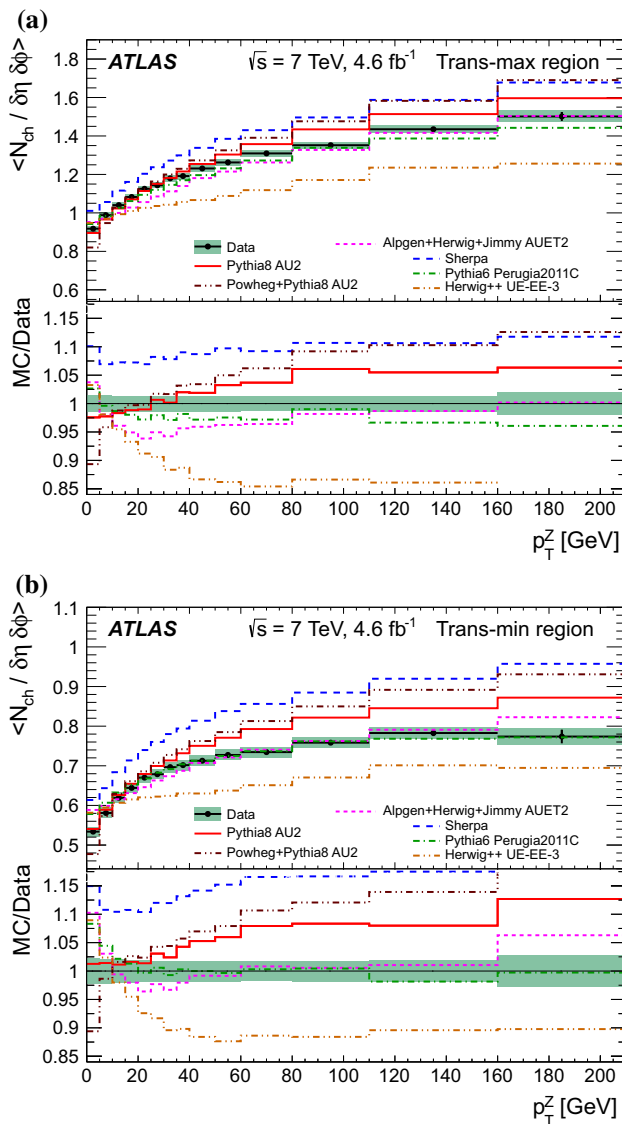 (a)
ATLAS √s = 7 TeV, 4.6 fb⁻¹ Trans-max region
<N_ch / δη δϕ>
1.8
1.6
1.4
1.2
1
0.8
0.6
Data
Pythia8 AU2
Powheg+Pythia8 AU2
Alpgen+Herwig+Jimmy AUET2
Sherpa
Pythia6 Perugia2011C
Herwig++ UE-EE-3
MC/Data
1.15
1.1
1.05
1
0.95
0.9
0.85
0 20 40 60 80 100 120 140 160 180 200
p_T^Z [GeV]
(b)
ATLAS √s = 7 TeV, 4.6 fb⁻¹ Trans-min region
<N_ch / δη δϕ>
1.1
1
0.9
0.8
0.7
0.6
0.5
Data
Pythia8 AU2
Powheg+Pythia8 AU2
Alpgen+Herwig+Jimmy AUET2
Sherpa
Pythia6 Perugia2011C
Herwig++ UE-EE-3
MC/Data
1.15
1.1
1.05
1
0.95
0.9
0.85
0 20 40 60 80 100 120 140 160 180 200
p_T^Z [GeV]